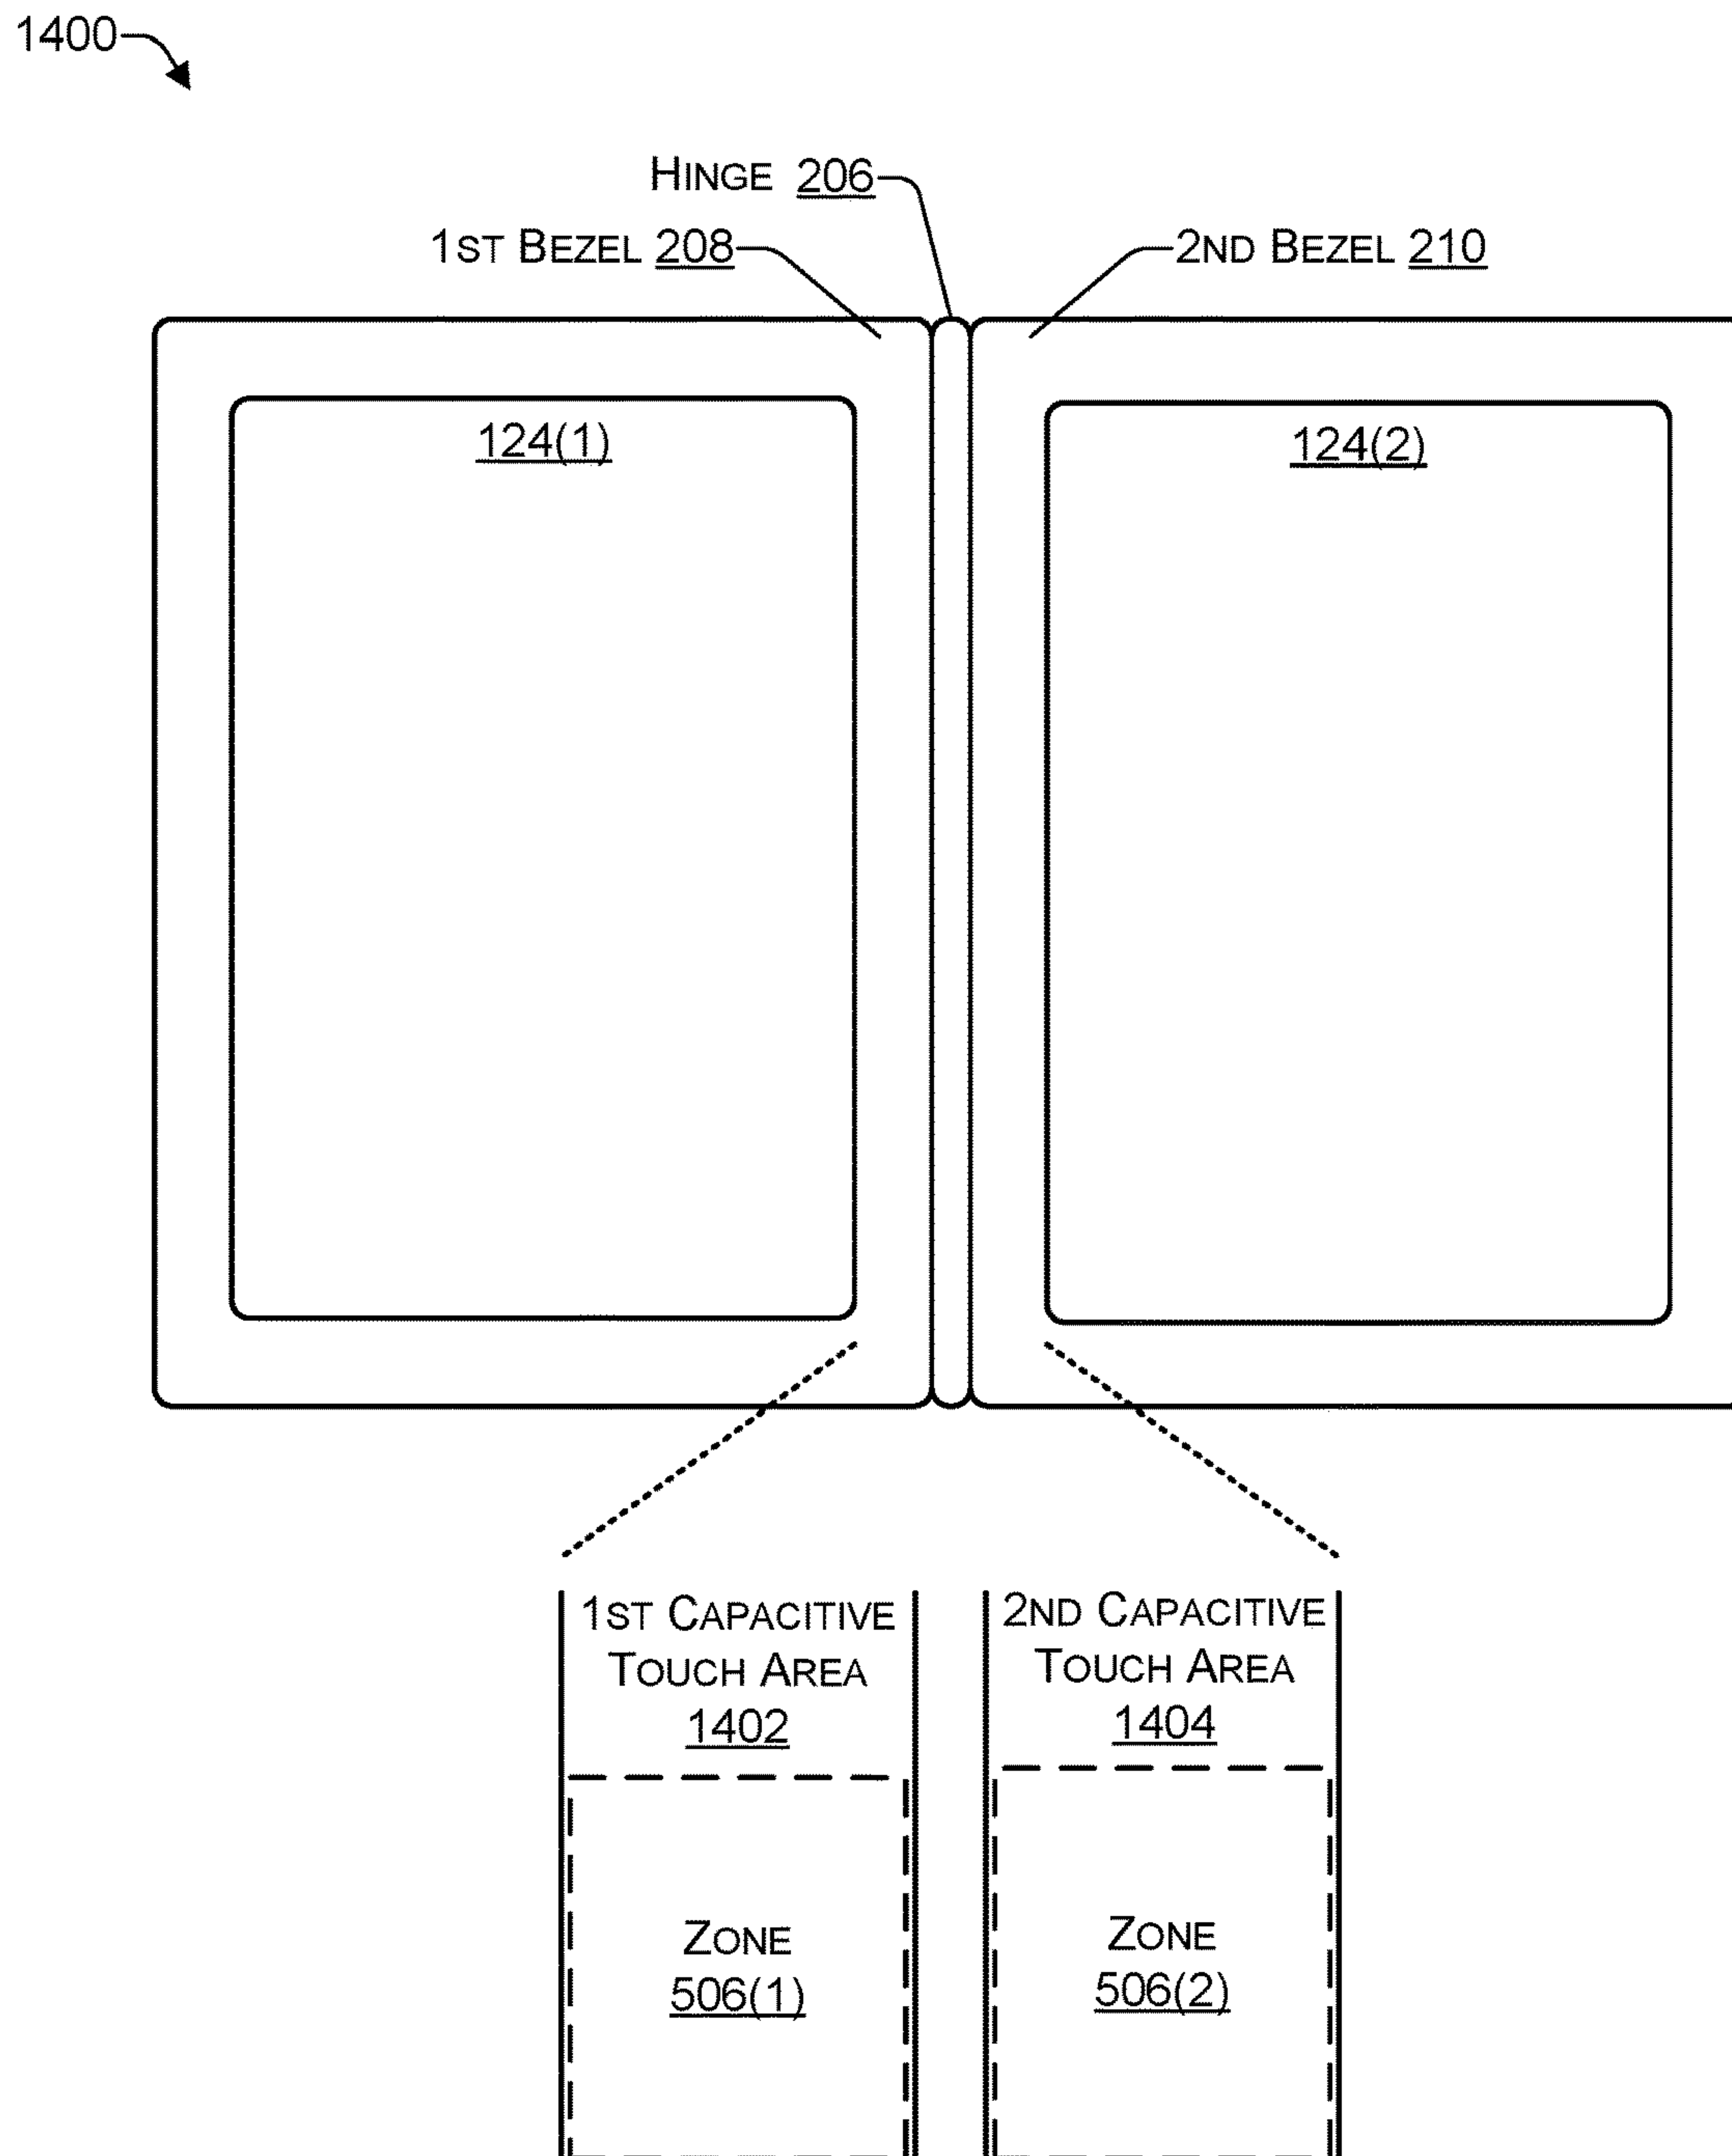 1400
HINGE 206
1ST BEZEL 208
2ND BEZEL 210
124(1)
124(2)
1ST CAPACITIVE
TOUCH AREA
1402
2ND CAPACITIVE
TOUCH AREA
1404
ZONE
506(1)
ZONE
506(2)